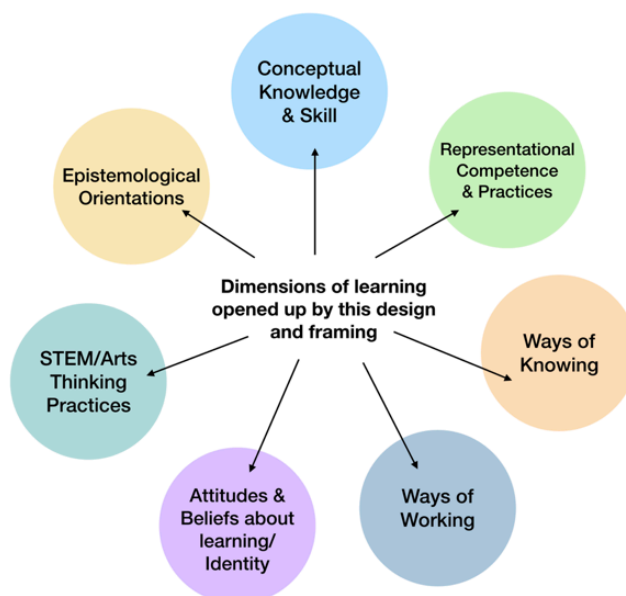 Conceptual
Knowledge
& Skill
Representational
Competence
& Practices
Epistemological
Orientations
Dimensions of learning
opened up by this design
and framing
Ways of
Knowing
STEM/Arts
Thinking
Practices
Ways of
Working
Attitudes &
Beliefs about
learning/
Identity